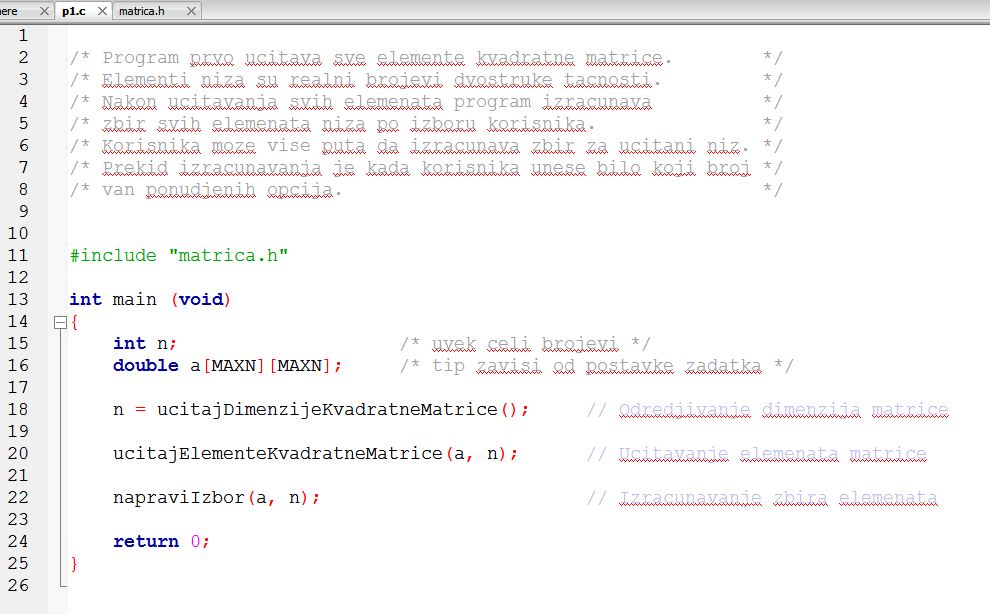 ere p1.c matrica.h
1
2 /* Program prvo ucitava sve elemente kvadratne matrice. */
3 /* Elementi niza su realni brojevi dvostruke tacnosti. */
4 /* Nakon ucitavanja svih elemenata program izracunava */
5 /* zbir svih elemenata niza po izboru korisnika. */
6 /* Korisnika moze vise puta da izracunava zbir za ucitani niz. */
7 /* Prekid izracunavanja je kada korisnika unese bilo koji broj */
8 /* van ponudjenih opcija. */
9
10
11 #include "matrica.h"
12
13 int main (void)
14 {
15 int n; /* uvek celi brojevi */
16 double a[MAXN][MAXN]; /* tip zavisi od postavke zadatka */
17
18 n = ucitajDimenzijeKvadratneMatrice(); // Odredjivanje dimenzija matrice
19
20 ucitajElementeKvadratneMatrice(a, n); // Ucitavanje elemenata matrice
21
22 napraviIzbor(a, n); // Izracunavanje zbira elemenata
23
24 return 0;
25 }
26